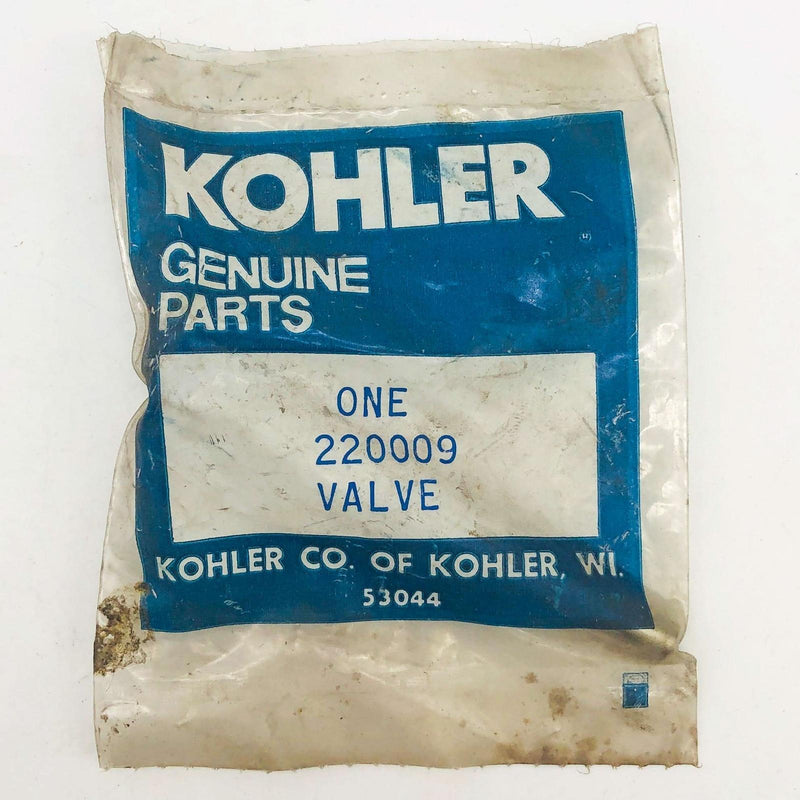 KOHLER
GENUINE
PARTS
ONE
220009
VALVE
KOHLER CO. OF KOHLER, WI.
53044